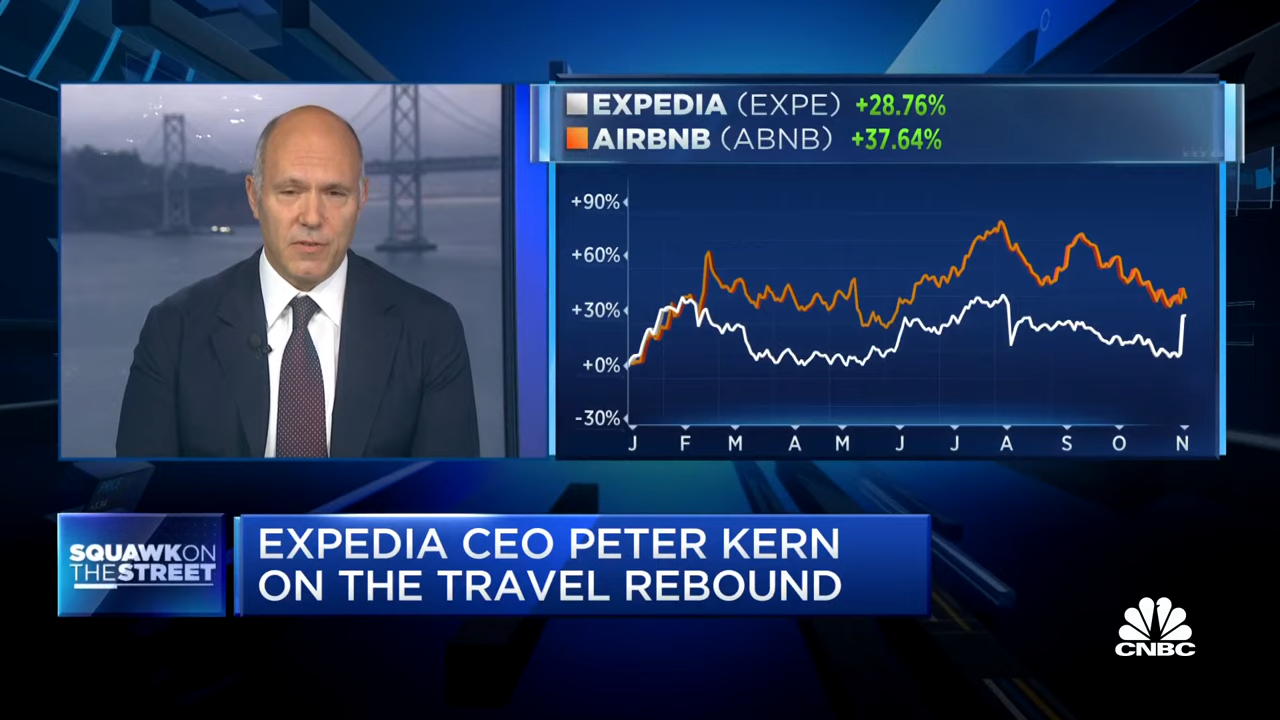 EXPEDIA (EXPE) +28.76%
AIRBNB (ABNB) +37.64%
+90%
+60%
+30%
+0%
-30%
J F M A M J J A S O N
SQUAWK ON
THE STREET
EXPEDIA CEO PETER KERN
ON THE TRAVEL REBOUND
CNBC